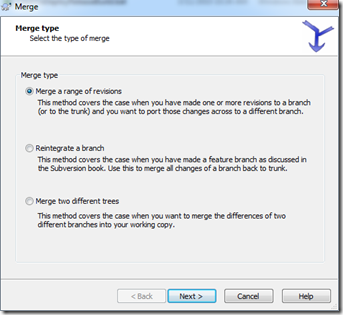 Merge
Merge type
Select the type of merge
Merge type
Merge a range of revisions
This method covers the case when you have made one or more revisions to a branch
(or to the trunk) and you want to port those changes across to a different branch.
Reintegrate a branch
This method covers the case when you have made a feature branch as discussed in
the Subversion book. Use this to merge all changes of a branch back to trunk.
Merge two different trees
This method covers the case when you want to merge the differences of two
different branches into your working copy.
< Back Next > Cancel Help